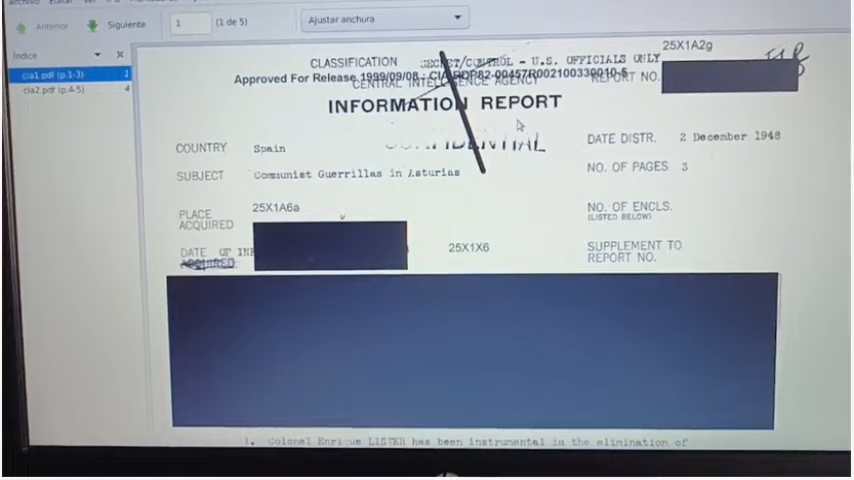 Archivo Editar Ver
Anterior Siguiente 1 (1 de 5) Ajustar anchura
Índice
cia1.pdf (p.1-3) 1
cia2.pdf (p.4-5) 4
25X1A2g
CLASSIFICATION SECRET/CONTROL - U.S. OFFICIALS ONLY
Approved For Release 1999/09/08 : CIA-RDP82-00457R002100330010-5
CENTRAL INTELLIGENCE AGENCY REPORT NO.
INFORMATION REPORT
CONFIDENTIAL
COUNTRY Spain DATE DISTR. 2 December 1948
SUBJECT Communist Guerrillas in Asturias NO. OF PAGES 3
PLACE ACQUIRED 25X1A6a NO. OF ENCLS.
(LISTED BELOW)
DATE OF ACQUIRED 25X1X6 SUPPLEMENT TO
REPORT NO.
1. Colonel Enrique LISTER has been instrumental in the elimination of